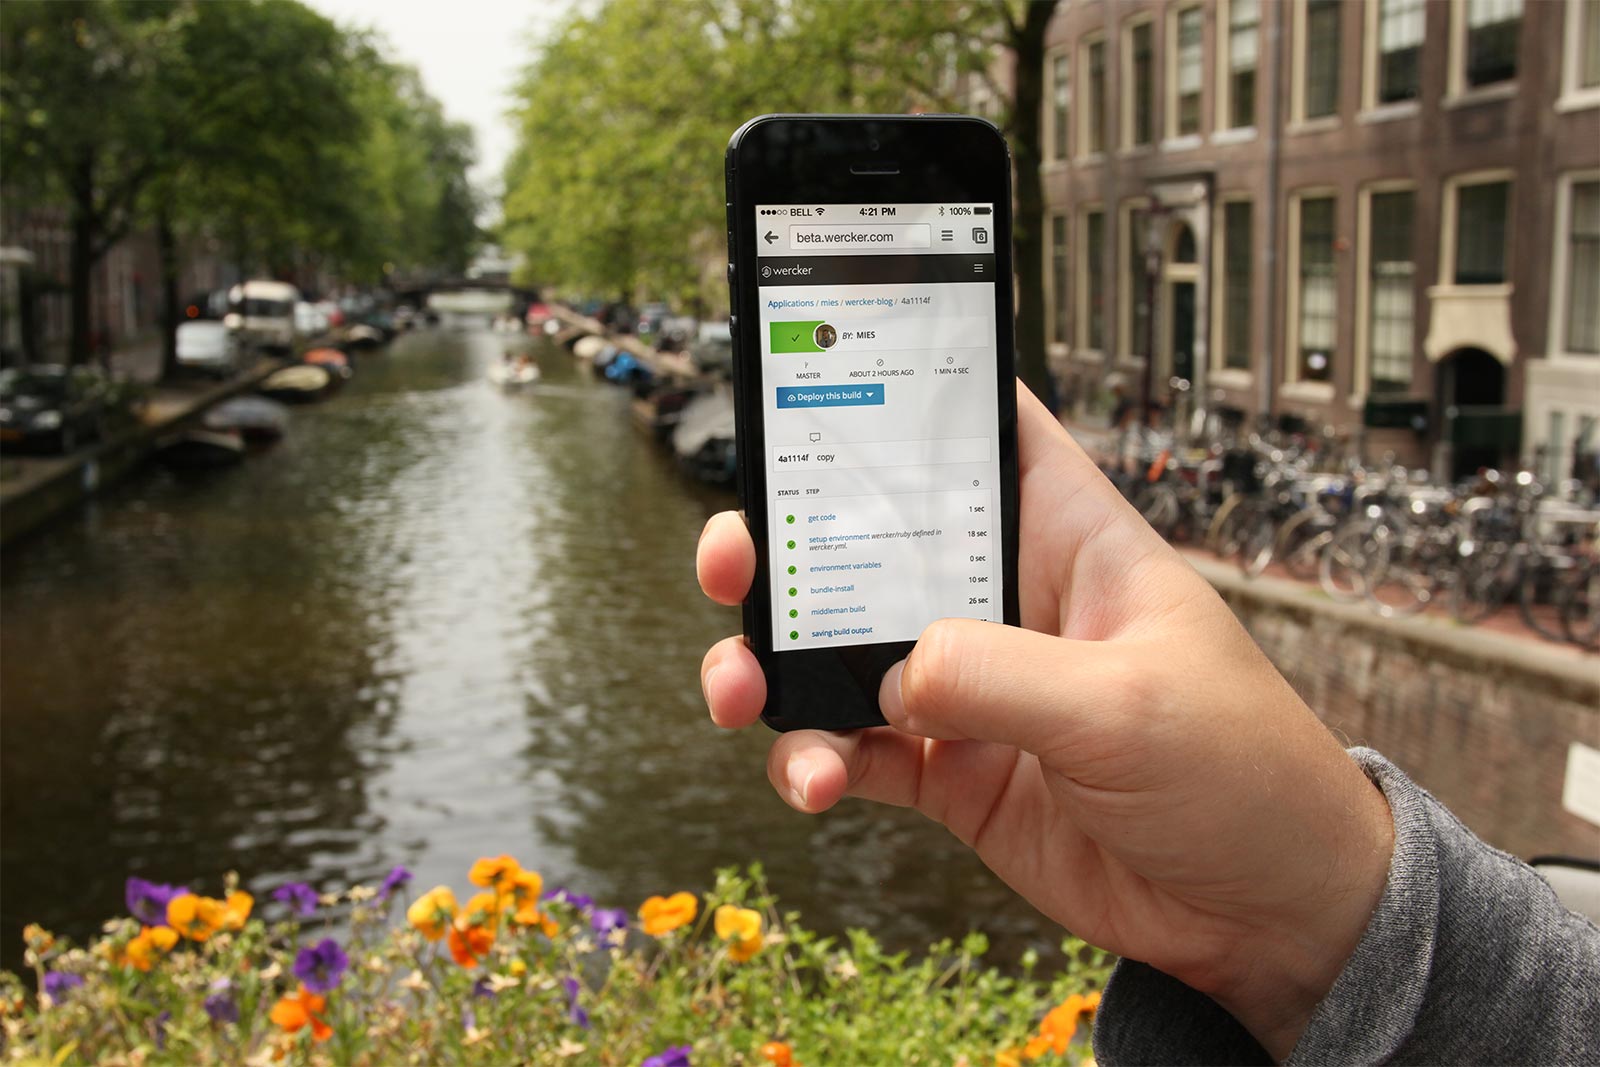 BELL 4:21 PM 100%
beta.wercker.com 6
wercker
Applications / mies / wercker-blog / 4a1114f
BY: MIES
MASTER ABOUT 2 HOURS AGO 1 MIN 4 SEC
Deploy this build
4a1114f copy
STATUS STEP
get code 1 sec
setup environment wercker/ruby defined in 18 sec
wercker.yml.
environment variables 0 sec
bundle-install 10 sec
middleman build 26 sec
saving build output